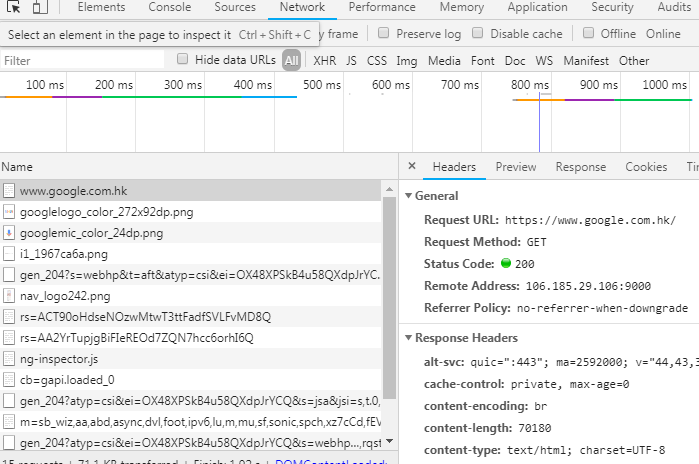 Elements Console Sources Network Performance Memory Application Security Audits
Select an element in the page to inspect it Ctrl + Shift + C y frame Preserve log Disable cache Offline Online
Filter Hide data URLs All XHR JS CSS Img Media Font Doc WS Manifest Other
100 ms 200 ms 300 ms 400 ms 500 ms 600 ms 700 ms 800 ms 900 ms 1000 ms
Name × Headers Preview Response Cookies
www.google.com.hk
googlelogo_color_272x92dp.png
googlemic_color_24dp.png
i1_1967ca6a.png
gen_204?s=webhp&t=aft&atyp=csi&ei=OX48XPSkB4u58QXdpJrYC.
nav_logo242.png
rs=ACT90oHdseNOzwMtwT3ttFadfSVLFvMD8Q
rs=AA2YrTupjgBiFIeREOd7ZQN7hcc6orhI6Q
ng-inspector.js
cb=gapi.loaded_0
gen_204?atyp=csi&ei=OX48XPSkB4u58QXdpJrYCQ&s=jsa&jsi=s,t.0,
m=sb_wiz,aa,abd,async,dvl,foot,ipv6,lu,m,mu,sf,sonic,spch,xz7cCd,fEV
gen_204?atyp=csi&ei=OX48XPSkB4u58QXdpJrYCQ&s=webhp...,rqst
15 requests 71.1 KB transferred Finish: 1.02 s DOMContentLoaded:
General
Request URL: https://www.google.com.hk/
Request Method: GET
Status Code: 200
Remote Address: 106.185.29.106:9000
Referrer Policy: no-referrer-when-downgrade
Response Headers
alt-svc: quic=":443"; ma=2592000; v="44,43,3
cache-control: private, max-age=0
content-encoding: br
content-length: 70180
content-type: text/html; charset=UTF-8